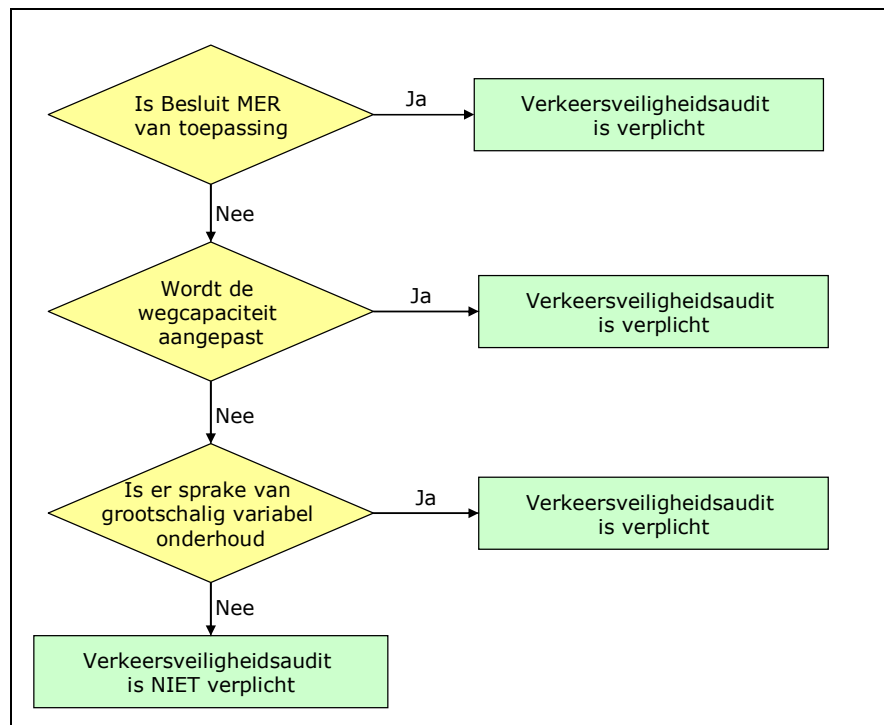 Is Besluit MER
van toepassing
Ja
Verkeersveiligheidsaudit
is verplicht
Nee
Wordt de
wegcapaciteit
aangepast
Ja
Verkeersveiligheidsaudit
is verplicht
Nee
Is er sprake van
grootschalig variabel
onderhoud
Ja
Verkeersveiligheidsaudit
is verplicht
Nee
Verkeersveiligheidsaudit
is NIET verplicht